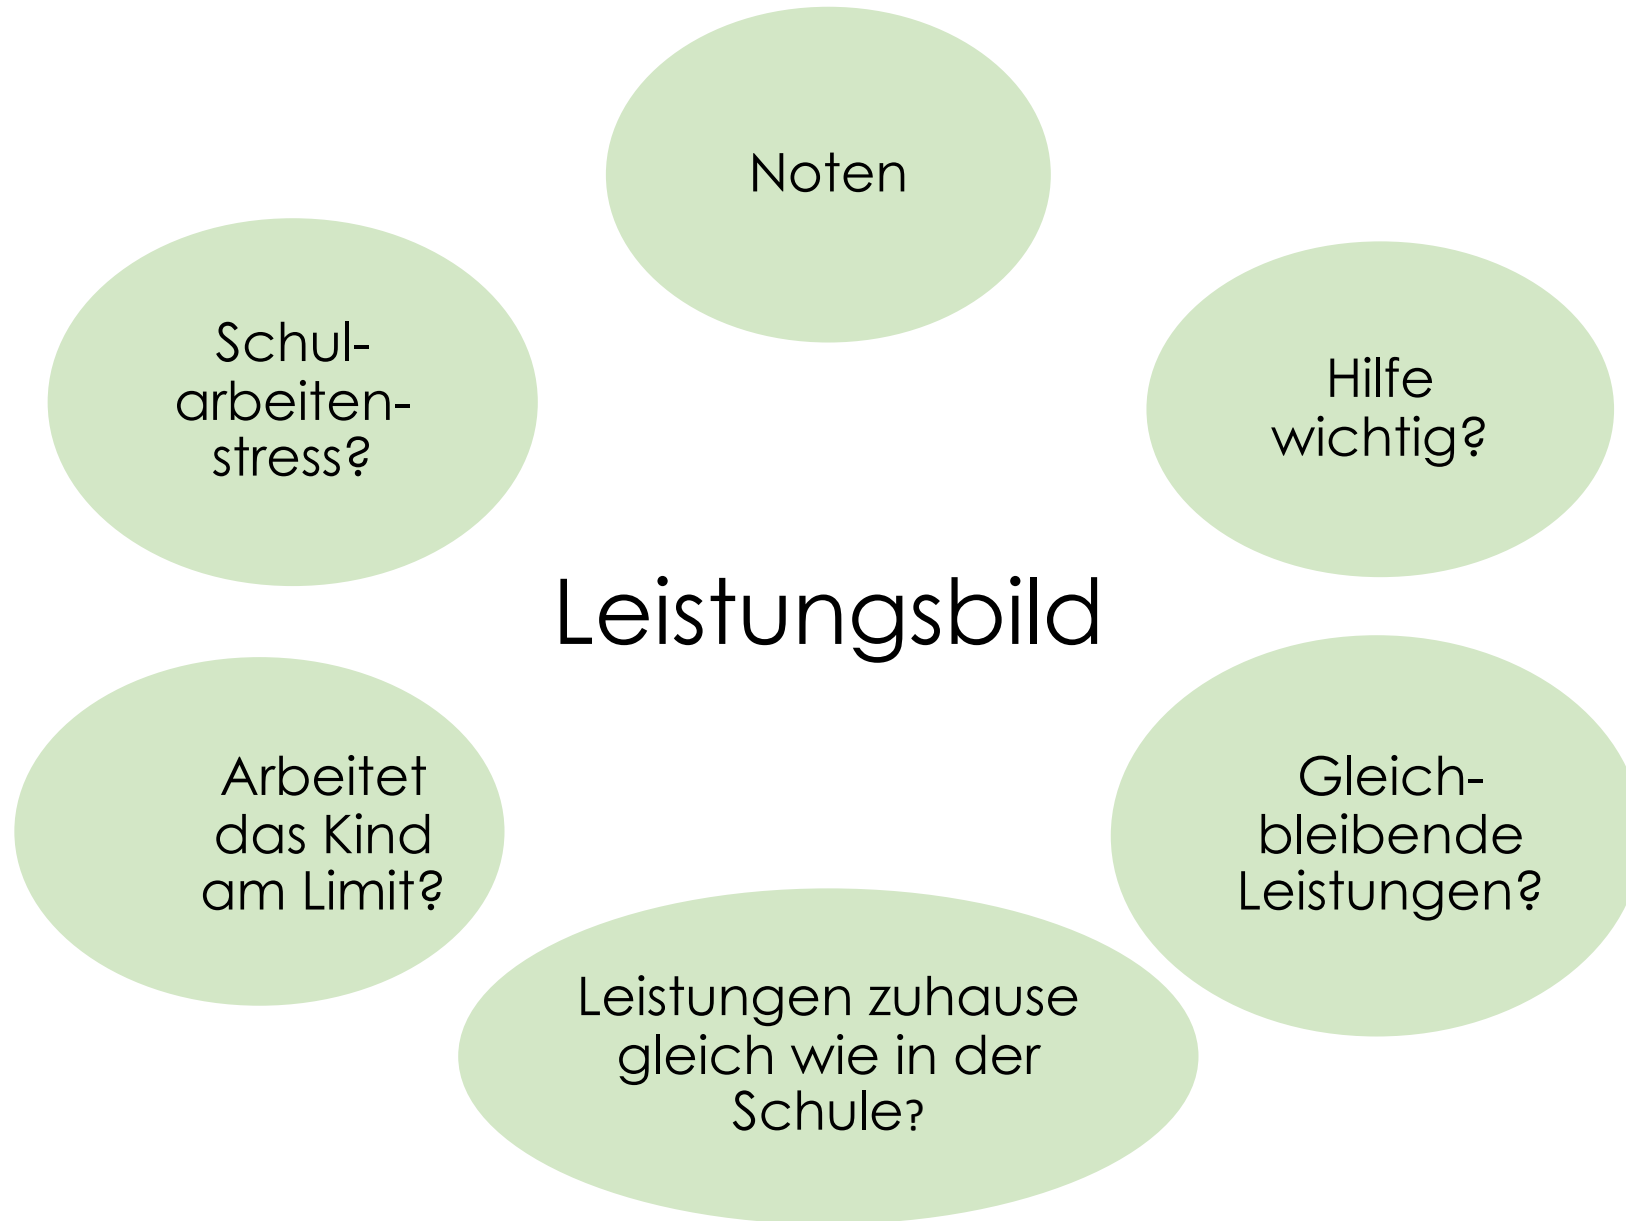 Noten
Schul-
arbeiten-
stress?
Hilfe
wichtig?
Leistungsbild
Arbeitet
das Kind
am Limit?
Gleich-
bleibende
Leistungen?
Leistungen zuhause
gleich wie in der
Schule?